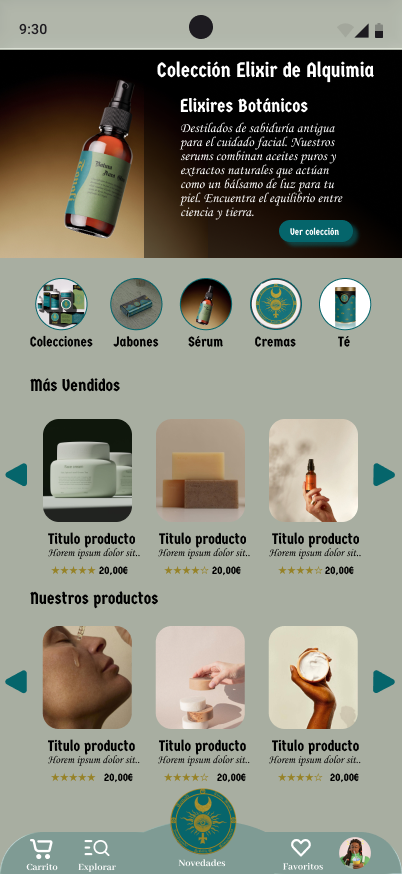 9:30
Colección Elixir de Alquimia
Elixires Botánicos
Destilados de sabiduría antigua
para el cuidado facial. Nuestros
serums combinan aceites puros y
extractos naturales que actúan
como un bálsamo de luz para tu
piel. Encuentra el equilibrio entre
ciencia y tierra.
Ver colección
Colecciones Jabones Sérum Cremas Té
Más Vendidos
Titulo producto Titulo producto Titulo producto
Horem ipsum dolor sit.. Horem ipsum dolor sit.. Horem ipsum dolor sit..
★★★★★ 20,00€ ★★★★☆ 20,00€ ★★★★☆ 20,00€
Nuestros productos
Titulo producto Titulo producto Titulo producto
Horem ipsum dolor sit.. Horem ipsum dolor sit.. Horem ipsum dolor sit..
★★★★★ 20,00€ ★★★★☆ 20,00€ ★★★★☆ 20,00€
Carrito Explorar Novedades Favoritos